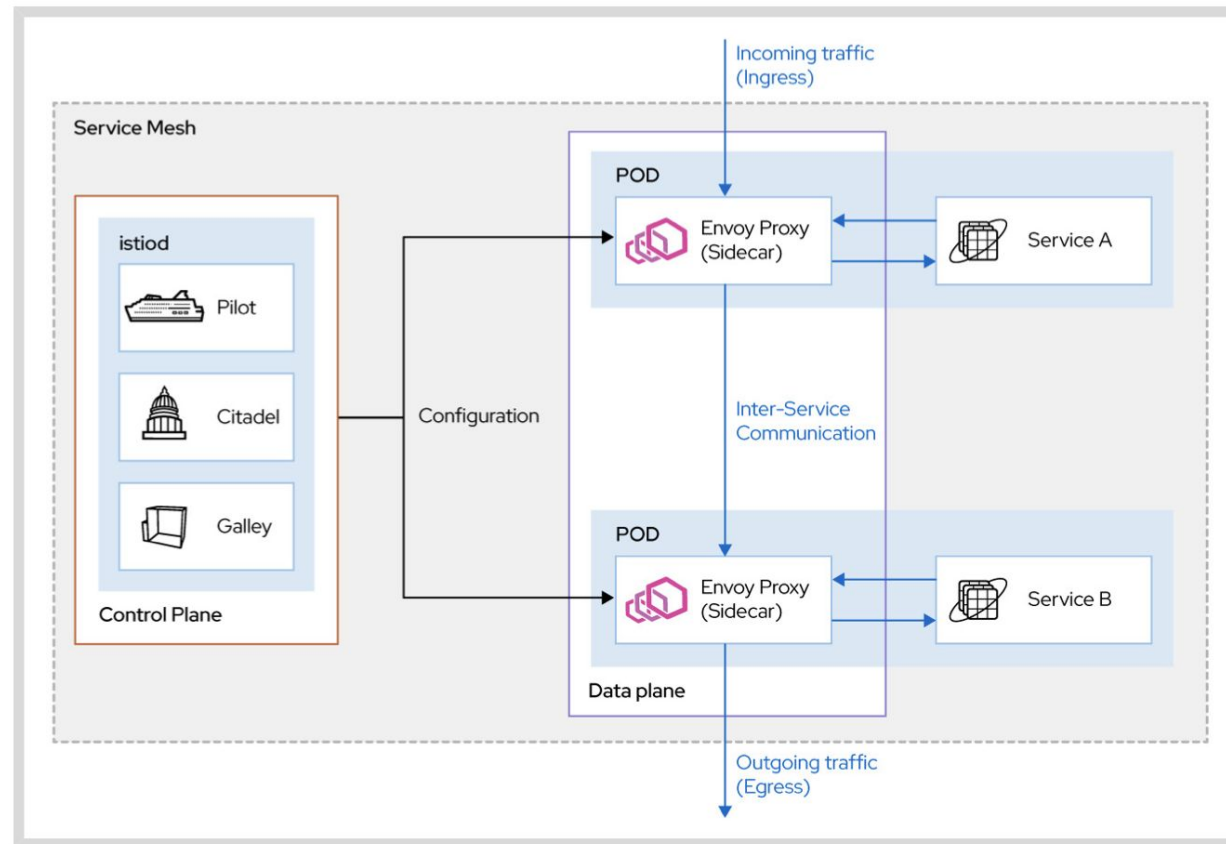 Incoming traffic
(Ingress)
Service Mesh
POD
Envoy Proxy
(Sidecar)
Service A
istiod
Pilot
Citadel
Galley
Control Plane
Configuration
Inter-Service
Communication
POD
Envoy Proxy
(Sidecar)
Service B
Data plane
Outgoing traffic
(Egress)